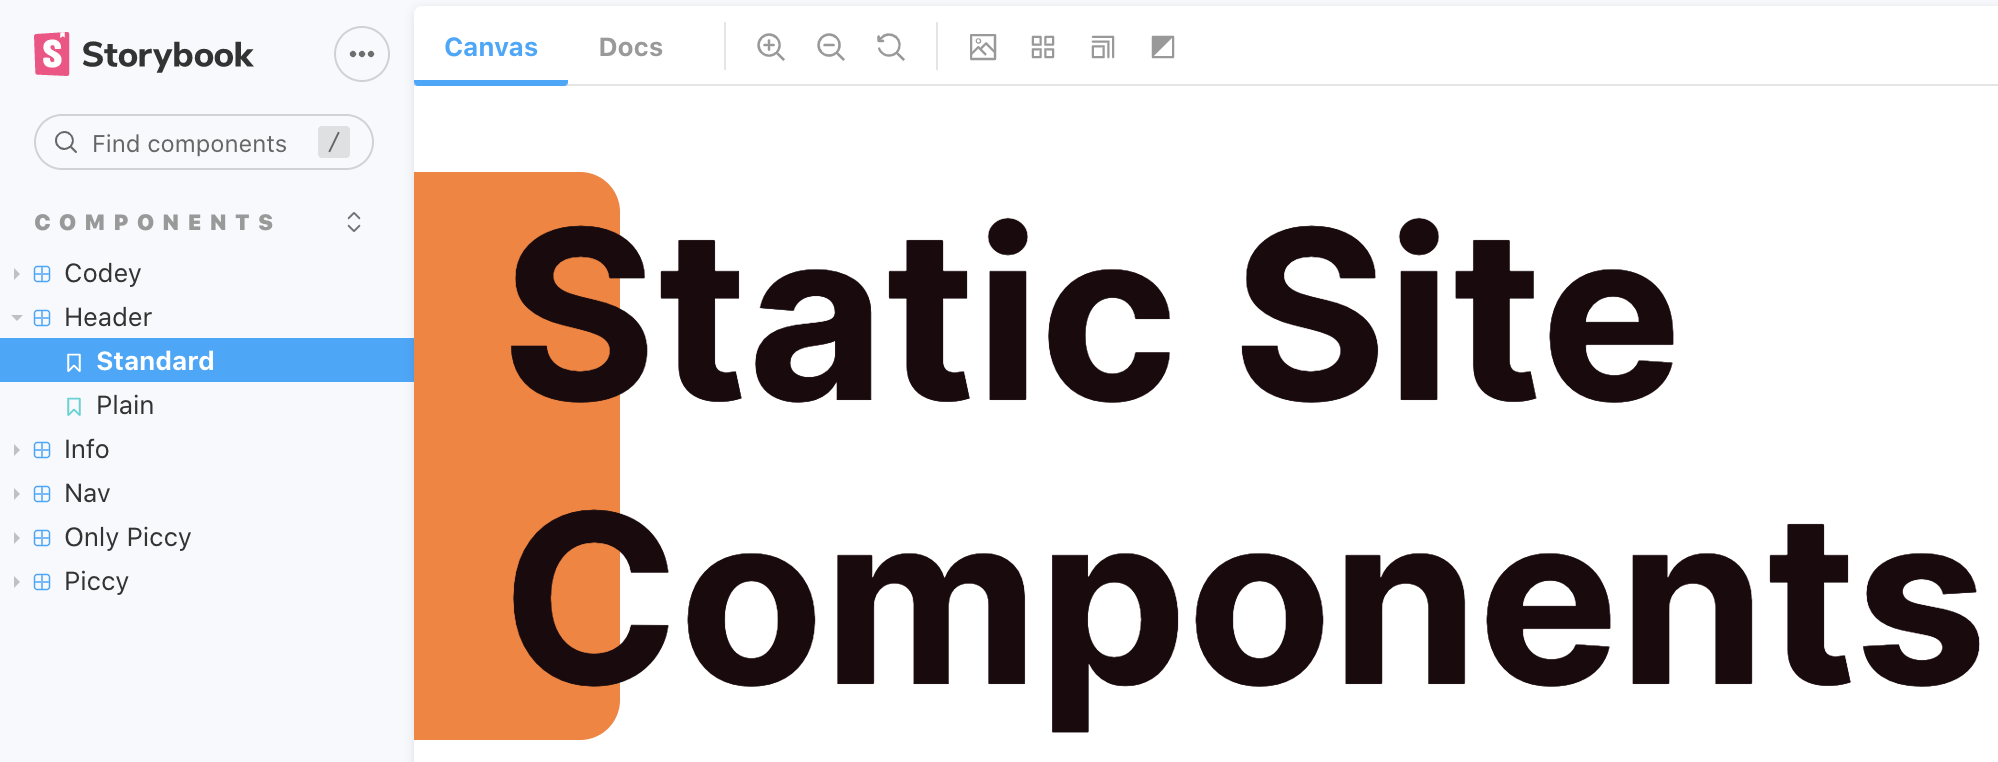 Storybook
Find components /
COMPONENTS
Codey
Header
Standard
Plain
Info
Nav
Only Piccy
Piccy
Canvas Docs
Static Site
Components